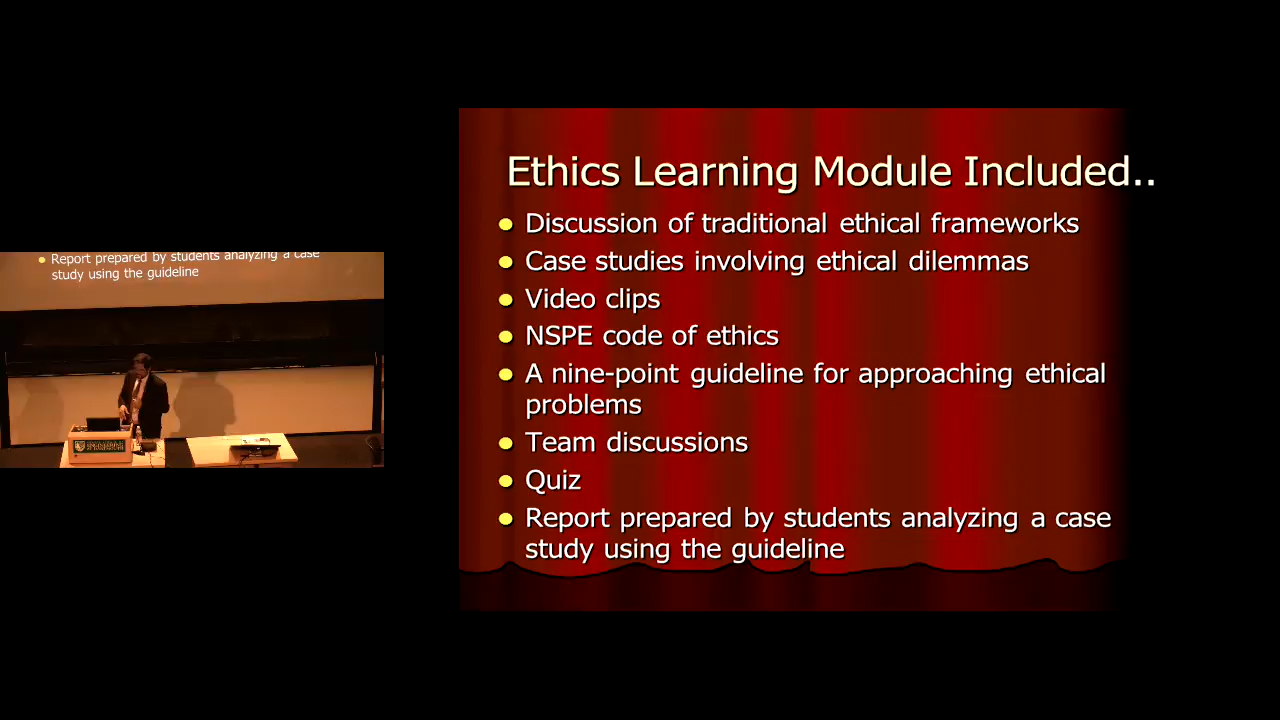 Ethics Learning Module Included..
Discussion of traditional ethical frameworks
Case studies involving ethical dilemmas
Video clips
NSPE code of ethics
A nine-point guideline for approaching ethical
problems
Team discussions
Quiz
Report prepared by students analyzing a case
study using the guideline
Report prepared by students analyzing a case
study using the guideline